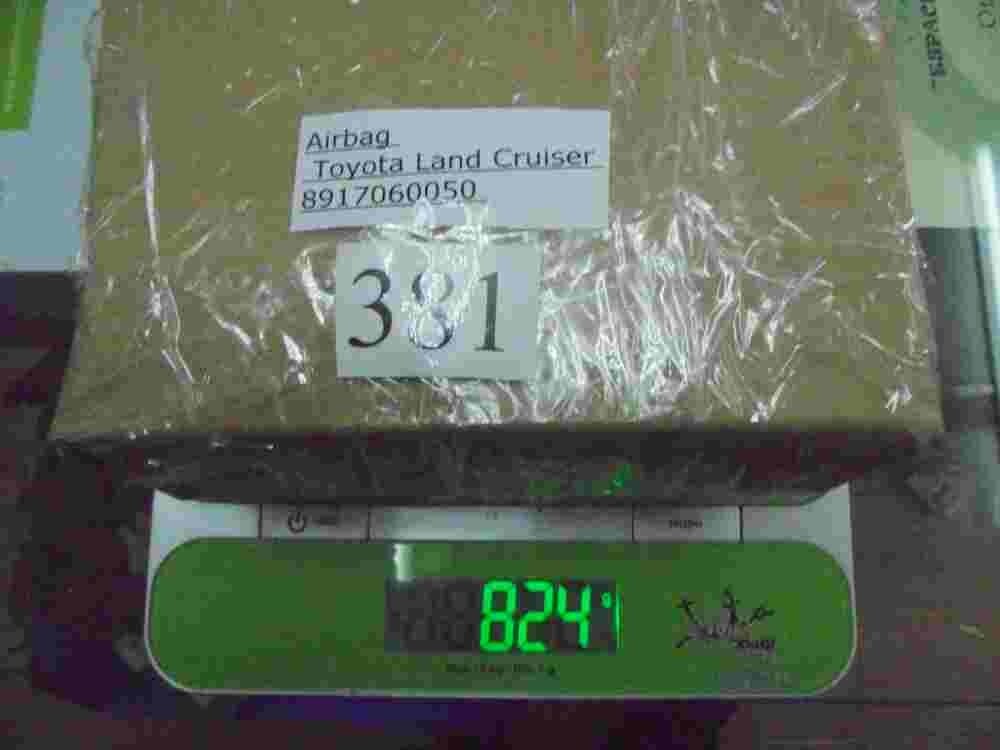 Airbag
Toyota Land Cruiser
8917060050
381
824